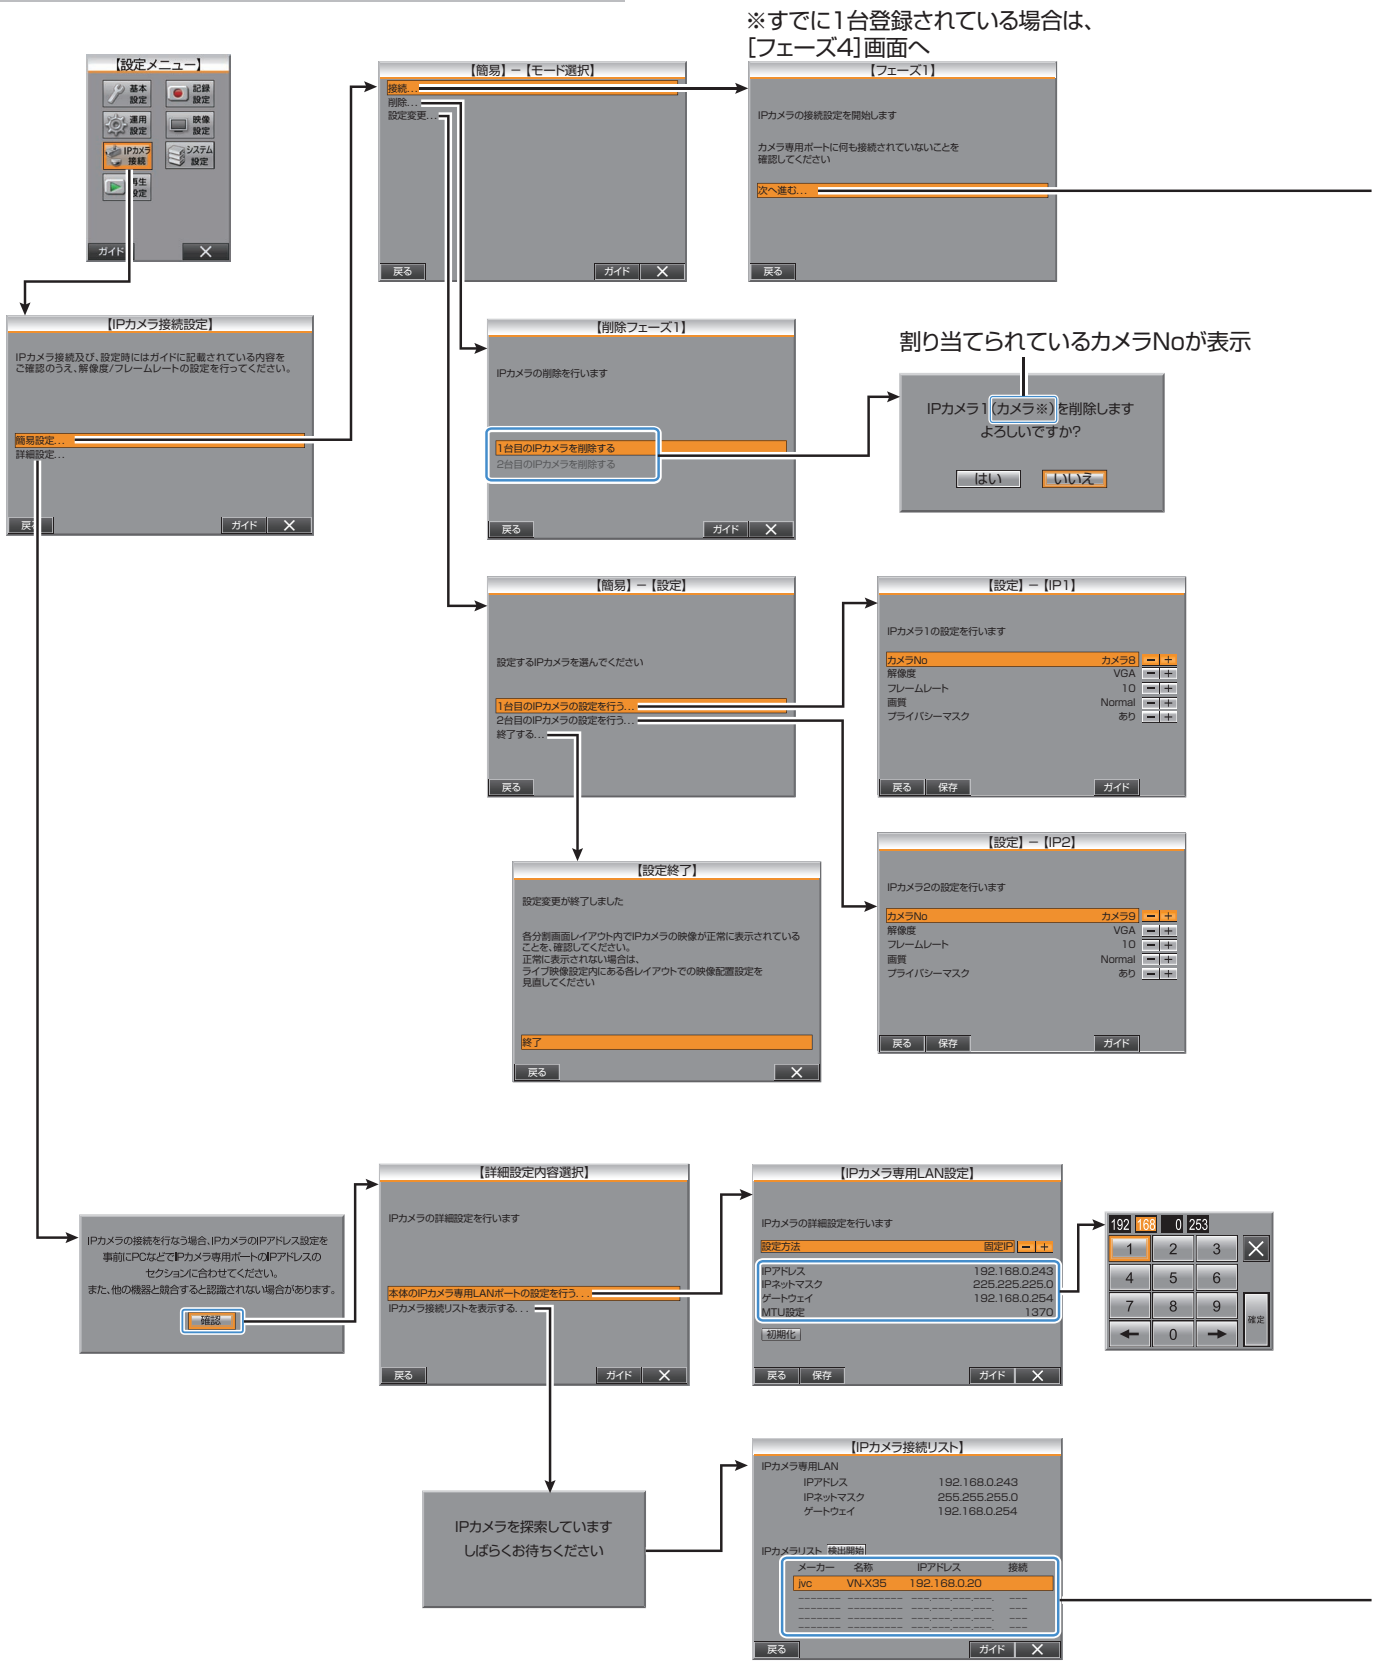 ※すでに1台登録されている場合は、
[フェーズ4]画面へ
【設定メニュー】
基本
設定
記録
設定
運用
設定
映像
設定
IPカメラ
接続
システム
設定
ガイド
×
【簡易】－【モード選択】
接続...
削除...
設定変更...
戻る
ガイド
×
【フェーズ1】
IPカメラの接続設定を開始します
カメラ専用ポートに何も接続されていないことを
確認してください
次へ進む...
戻る
【IPカメラ接続設定】
IPカメラ接続及び、設定時にはガイドに記載されている内容を
ご確認のうえ、解像度/フレームレートの設定を行ってください。
簡易設定...
詳細設定...
戻る
ガイド
×
【削除フェーズ1】
IPカメラの削除を行います
1台目のIPカメラを削除する
2台目のIPカメラを削除する
戻る
ガイド
×
割り当てられているカメラNoが表示
IPカメラ1(カメラ※)を削除します
よろしいですか?
はい
いいえ
【簡易】－【設定】
設定するIPカメラを選んでください
1台目のIPカメラの設定を行う...
2台目のIPカメラの設定を行う...
終了する...
戻る
【設定】－【IP1】
IPカメラ1の設定を行います
カメラNo カメラ8 － ＋
解像度 VGA － ＋
フレームレート 10 － ＋
画質 Normal － ＋
プライバシーマスク あり － ＋
戻る
保存
ガイド
【設定】－【IP2】
IPカメラ2の設定を行います
カメラNo カメラ9 － ＋
解像度 VGA － ＋
フレームレート 10 － ＋
画質 Normal － ＋
プライバシーマスク あり － ＋
戻る
保存
ガイド
【設定終了】
設定変更が終了しました
各分割画面レイアウト内でIPカメラの映像が正常に表示されている
ことを、確認してください。
正常に表示されない場合は、
ライブ映像設定内にある各レイアウトでの映像配置設定を
見直してください
終了
戻る
×
IPカメラの接続を行なう場合、IPカメラのIPアドレス設定を
事前にPCなどでIPカメラ専用ポートのIPアドレスの
セクションに合わせてください。
また、他の機器と競合すると認識されない場合があります。
確認
【詳細設定内容選択】
IPカメラの詳細設定を行います
本体のIPカメラ専用LANポートの設定を行う...
IPカメラ接続リストを表示する...
戻る
ガイド
×
【IPカメラ専用LAN設定】
IPカメラの詳細設定を行います
設定方法 固定IP － ＋
IPアドレス 192.168.0.243
IPネットマスク 225.225.225.0
ゲートウェイ 192.168.0.254
MTU設定 1370
初期化
戻る
保存
ガイド
×
192 168 0 253
1 2 3 ×
4 5 6
7 8 9
確定
← 0 →
IPカメラを探索しています
しばらくお待ちください
【IPカメラ接続リスト】
IPカメラ専用LAN
IPアドレス 192.168.0.243
IPネットマスク 255.255.255.0
ゲートウェイ 192.168.0.254
IPカメラリスト 検出開始
メーカー 名称 IPアドレス 接続
jvc VN-X35 192.168.0.20
------- --------- ---.---.---.---. ---
------- --------- ---.---.---.---. ---
------- --------- ---.---.---.---. ---
戻る
ガイド
×